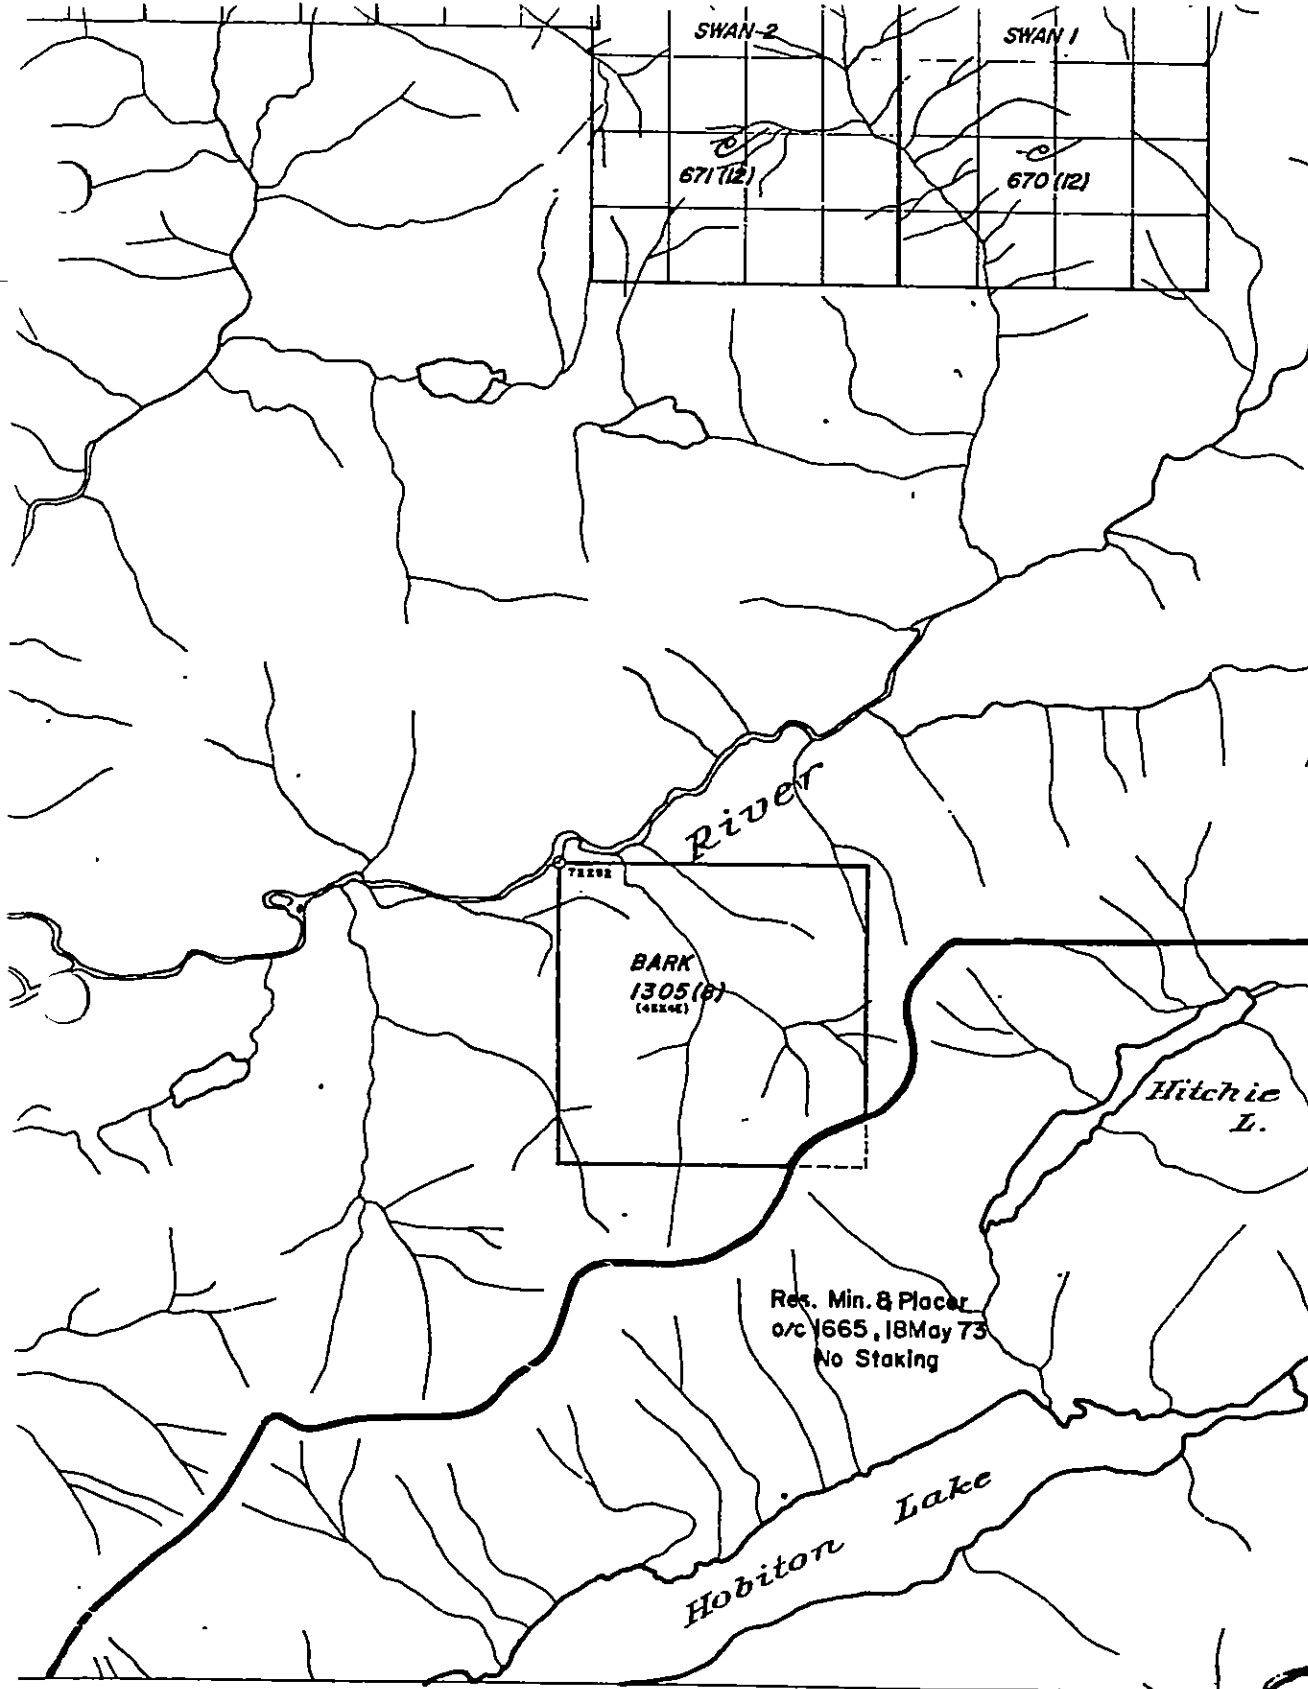 SWAN-2
SWAN 1
671 (12)
670 (12)
River
BARK
1305(8)
Hitchie
L.
Res. Min. & Placer
o/c 1665, 18 May 73
No Staking
Hobiton Lake